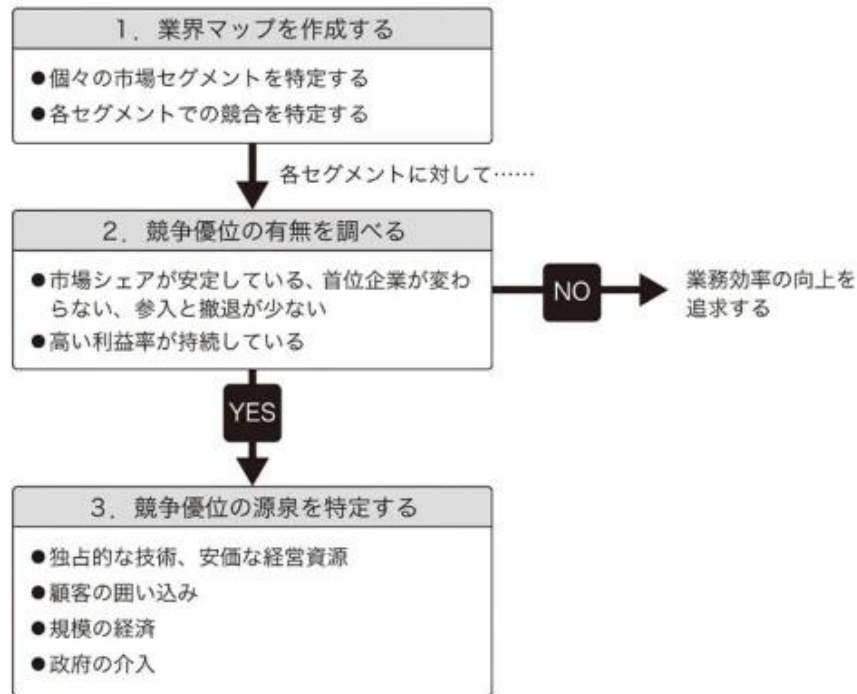 1．業界マップを作成する
●個々の市場セグメントを特定する
●各セグメントでの競合を特定する
各セグメントに対して……
2．競争優位の有無を調べる
●市場シェアが安定している、首位企業が変わ
らない、参入と撤退が少ない
●高い利益率が持続している
NO
業務効率の向上を
追求する
YES
3．競争優位の源泉を特定する
●独占的な技術、安価な経営資源
●顧客の囲い込み
●規模の経済
●政府の介入